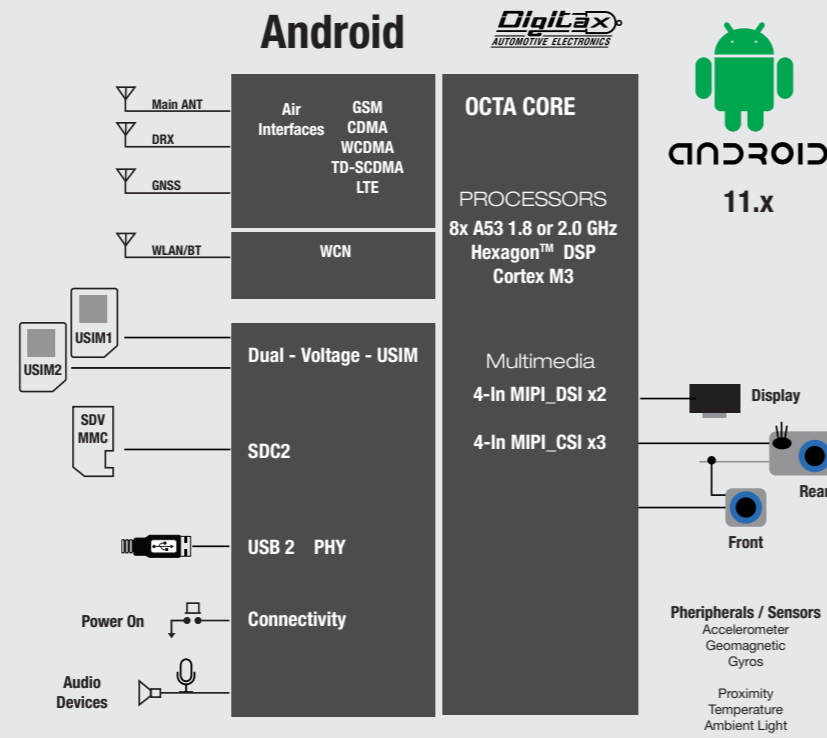 Android
Digitax
AUTOMOTIVE ELECTRONICS
ANDROID
11.x
Main ANT
DRX
GNSS
WLAN/BT
Air
Interfaces
GSM
CDMA
WCDMA
TD-SCDMA
LTE
WCN
USIM1
USIM2
SDV
MMC
Dual - Voltage - USIM
SDC2
USB 2 PHY
Power On
Connectivity
Audio
Devices
OCTA CORE
PROCESSORS
8x A53 1.8 or 2.0 GHz
Hexagon™ DSP
Cortex M3
Multimedia
4-ln MIPI_DSI x2
4-ln MIPI_CSI x3
Display
Rear
Front
Pheripherals / Sensors
Accelerometer
Geomagnetic
Gyros
Proximity
Temperature
Ambient Light